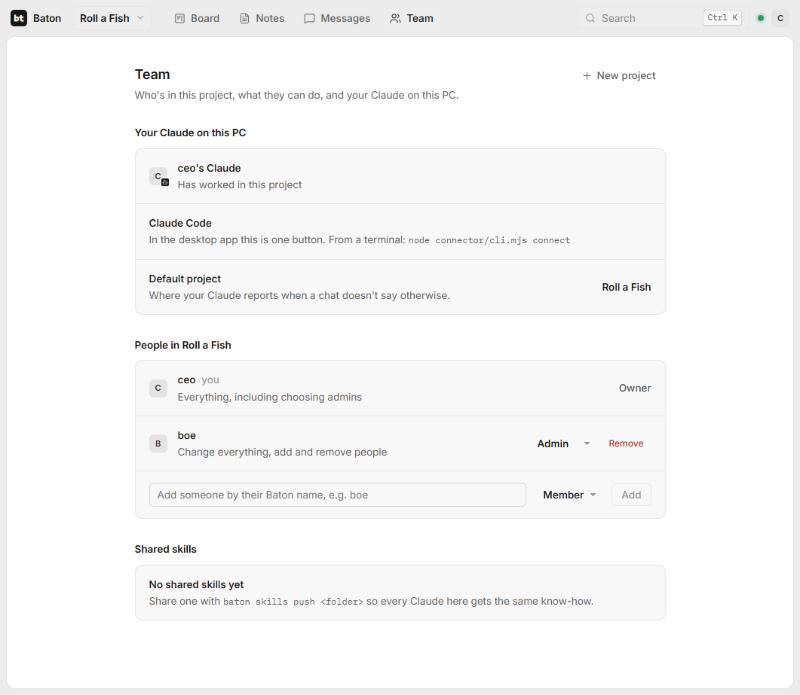 bt Baton Roll a Fish Board Notes Messages Team Search Ctrl K C
Team
+ New project
Who's in this project, what they can do, and your Claude on this PC.
Your Claude on this PC
C ceo's Claude
Has worked in this project
Claude Code
In the desktop app this is one button. From a terminal: node connector/cli.mjs connect
Default project
Where your Claude reports when a chat doesn't say otherwise.
Roll a Fish
People in Roll a Fish
C ceo you
Everything, including choosing admins
Owner
B boe
Change everything, add and remove people
Admin Remove
Add someone by their Baton name, e.g. boe Member Add
Shared skills
No shared skills yet
Share one with baton skills push <folder> so every Claude here gets the same know-how.